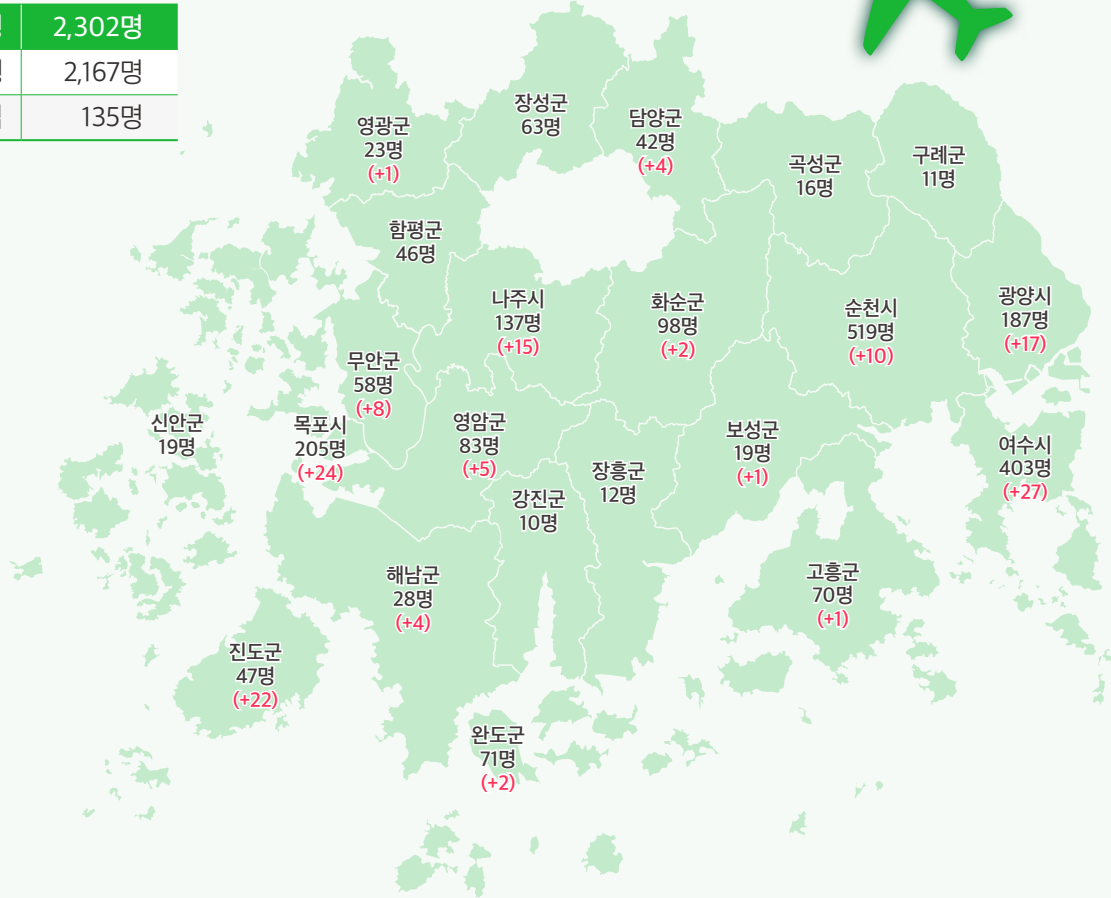 2,302명
2,167명
135명
장성군
63명
담양군
42명
(+4)
영광군
23명
(+1)
곡성군
16명
구례군
11명
함평군
46명
나주시
137명
(+15)
화순군
98명
(+2)
순천시
519명
(+10)
광양시
187명
(+17)
무안군
58명
(+8)
신안군
19명
목포시
205명
(+24)
영암군
83명
(+5)
장흥군
12명
보성군
19명
(+1)
여수시
403명
(+27)
강진군
10명
해남군
28명
(+4)
고흥군
70명
(+1)
진도군
47명
(+22)
완도군
71명
(+2)